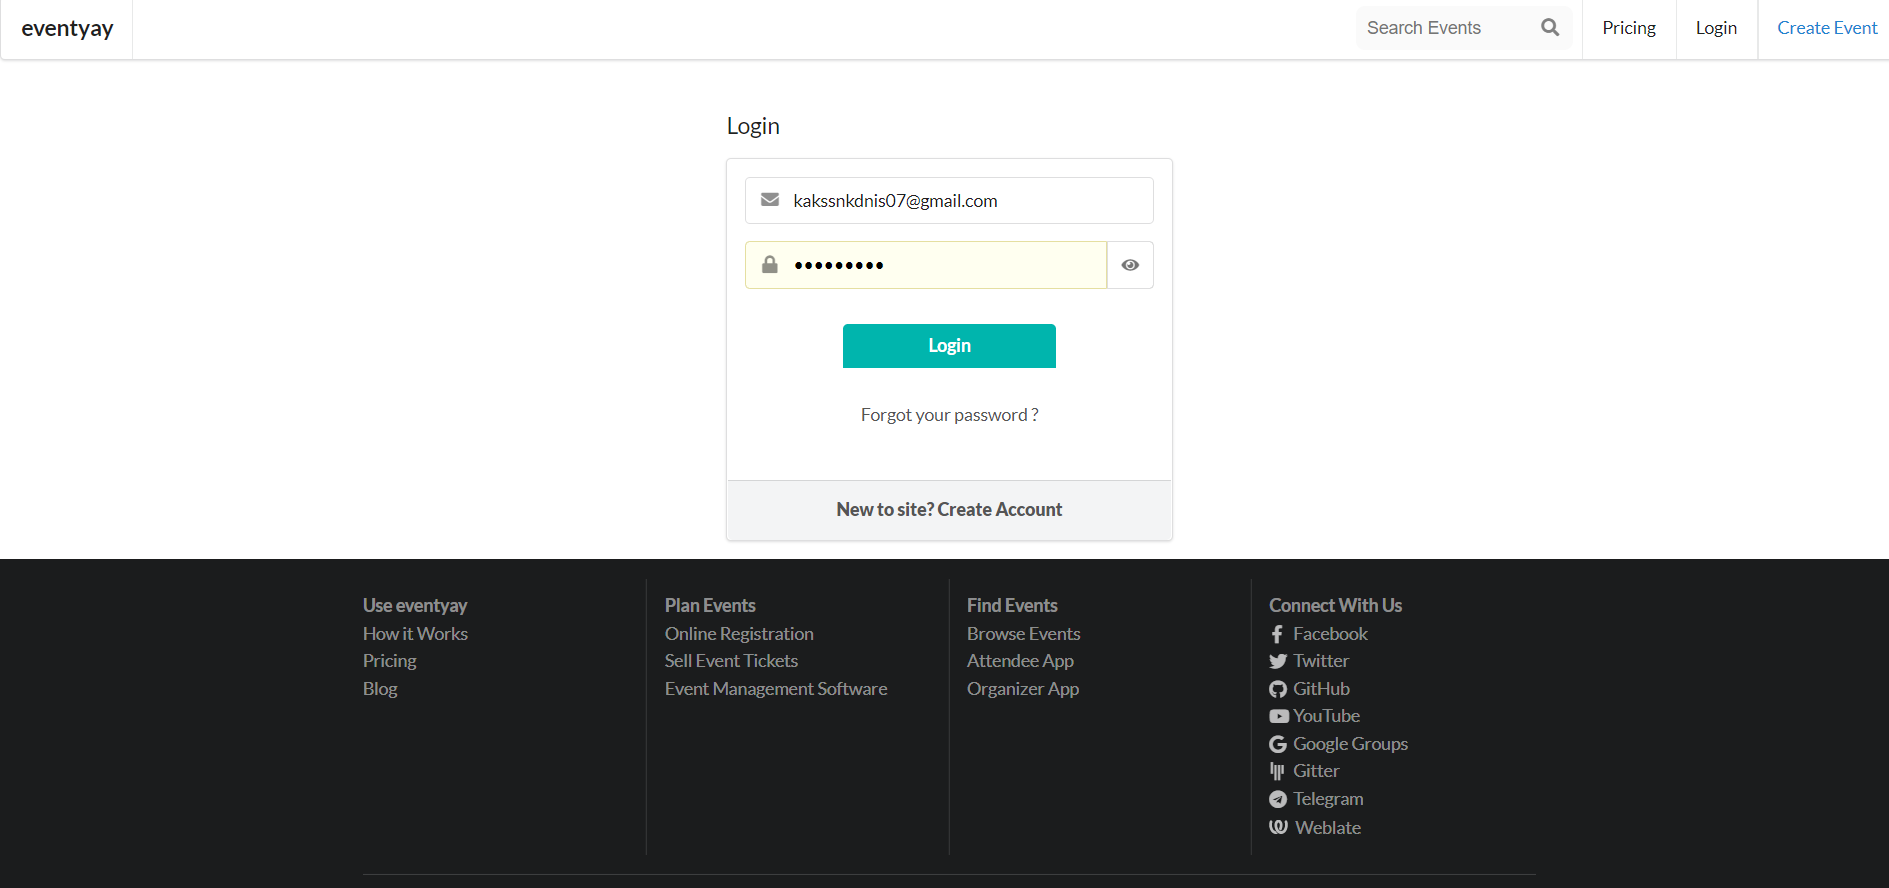 eventyay
Search Events
Pricing
Login
Create Event
Login
kakssnkdnis07@gmail.com
•••••••••
Login
Forgot your password ?
New to site? Create Account
Use eventyay
How it Works
Pricing
Blog
Plan Events
Online Registration
Sell Event Tickets
Event Management Software
Find Events
Browse Events
Attendee App
Organizer App
Connect With Us
Facebook
Twitter
GitHub
YouTube
Google Groups
Gitter
Telegram
Weblate